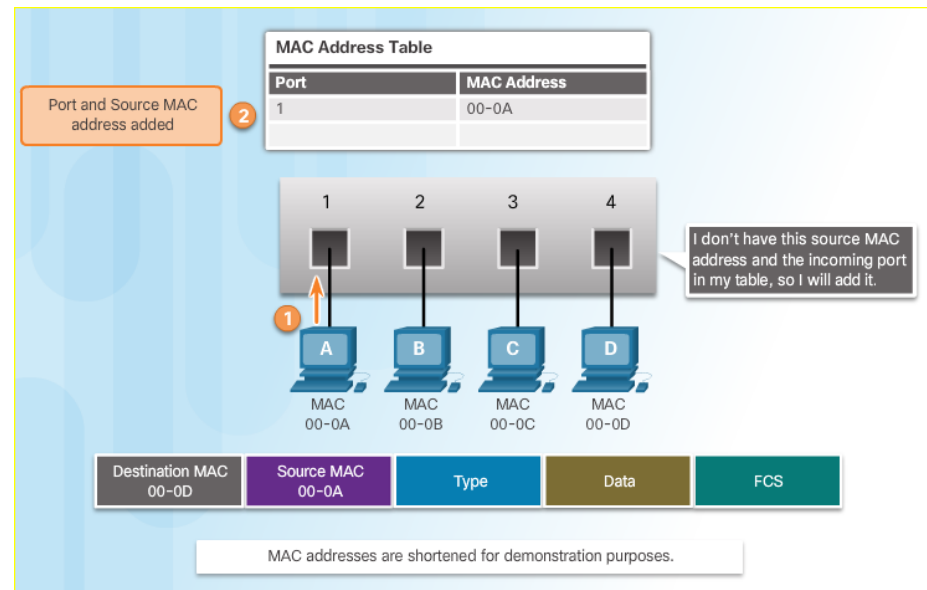 MAC Address Table
Port MAC Address
1 00-0A
Port and Source MAC
address added
2
1 2 3 4
I don't have this source MAC
address and the incoming port
in my table, so I will add it.
1
A B C D
MAC MAC MAC MAC
00-0A 00-0B 00-0C 00-0D
Destination MAC
00-0D
Source MAC
00-0A
Type
Data
FCS
MAC addresses are shortened for demonstration purposes.